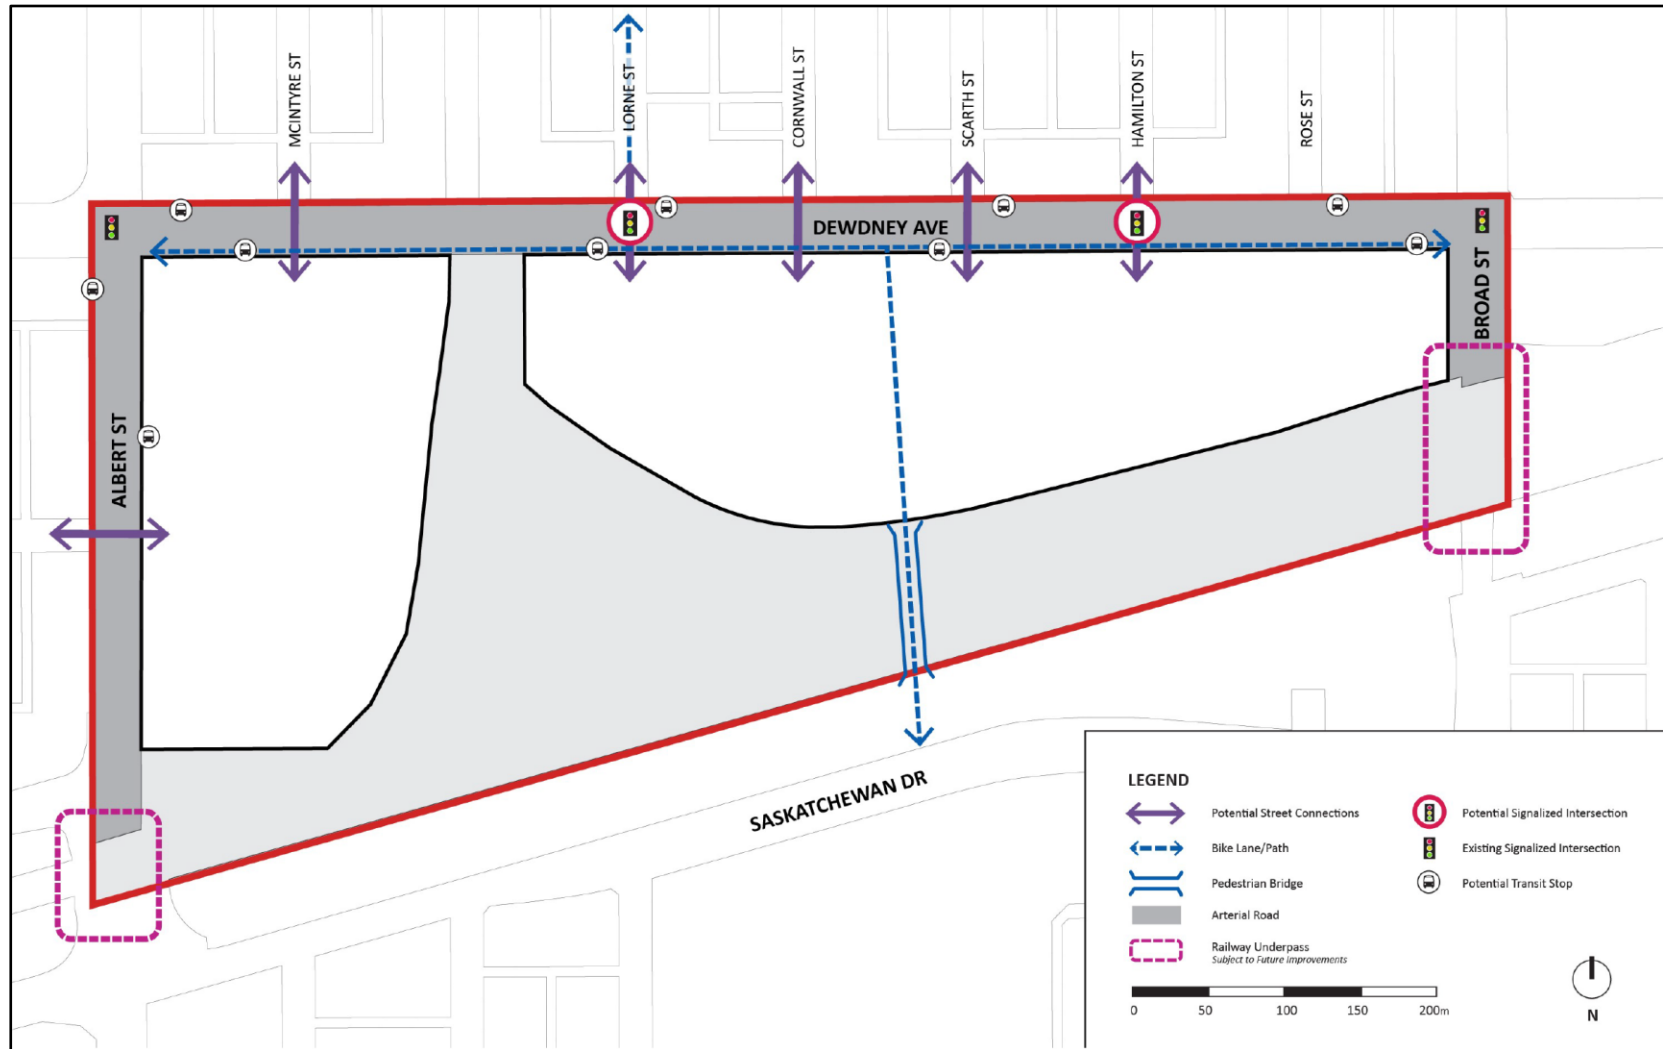 MCINTYRE ST
LORNE ST
CORNWALL ST
SCARTH ST
HAMILTON ST
ROSE ST
DEWDNEY AVE
BROAD ST
ALBERT ST
SASKATCHEWAN DR
LEGEND
Potential Street Connections
Bike Lane/Path
Pedestrian Bridge
Arterial Road
Railway Underpass
Subject to Future Improvements
Potential Signalized Intersection
Existing Signalized Intersection
Potential Transit Stop
0 50 100 150 200m
N